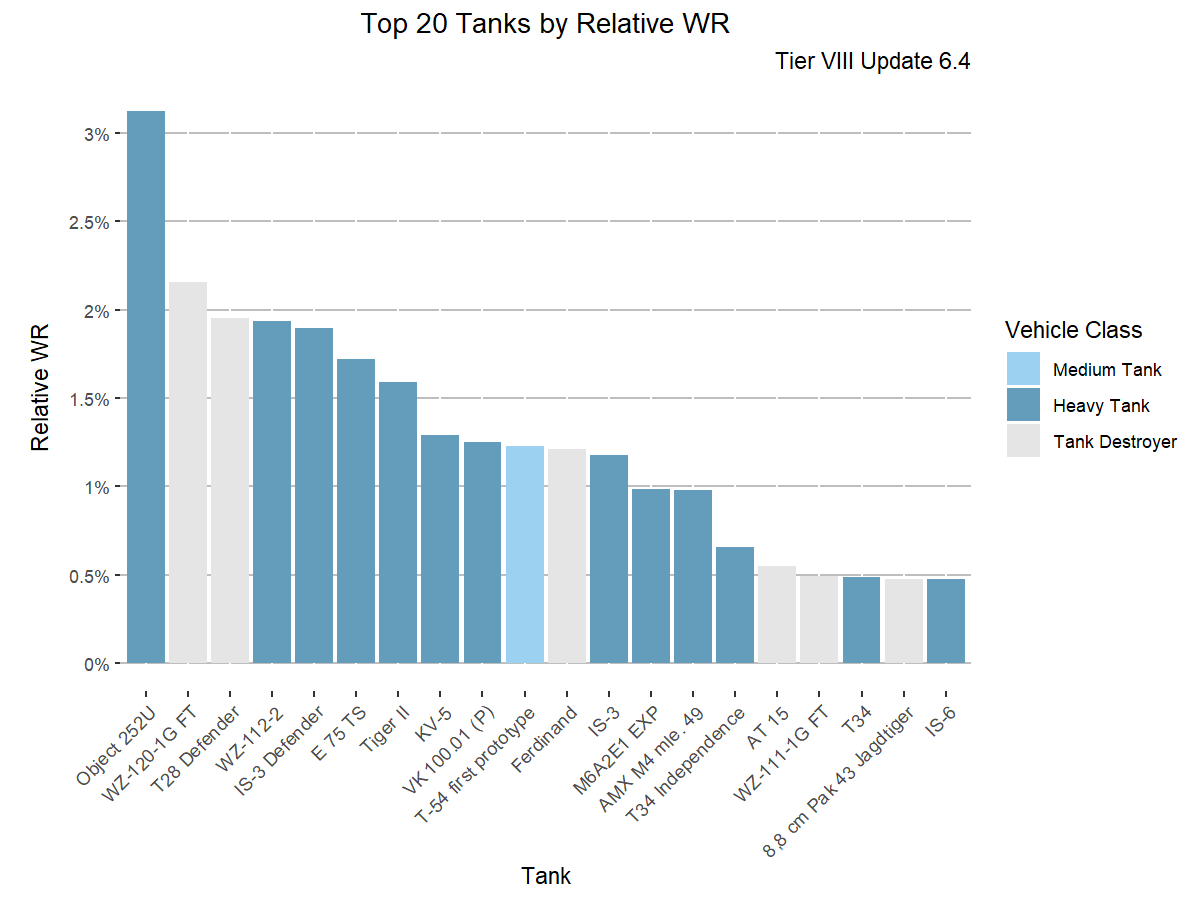 Top 20 Tanks by Relative WR
Tier VIII Update 6.4
Relative WR
3%
2.5%
2%
1.5%
1%
0.5%
0%
Object 252U
WZ-120-1G FT
T28 Defender
WZ-112-2
IS-3 Defender
E 75 TS
Tiger II
KV-5
VK 100.01 (P)
T-54 first prototype
Ferdinand
IS-3
M6A2E1 EXP
AMX M4 mle. 49
T34 Independence
AT 15
WZ-111-1G FT
T34
8,8 cm Pak 43 Jagdtiger
IS-6
Tank
Vehicle Class
Medium Tank
Heavy Tank
Tank Destroyer